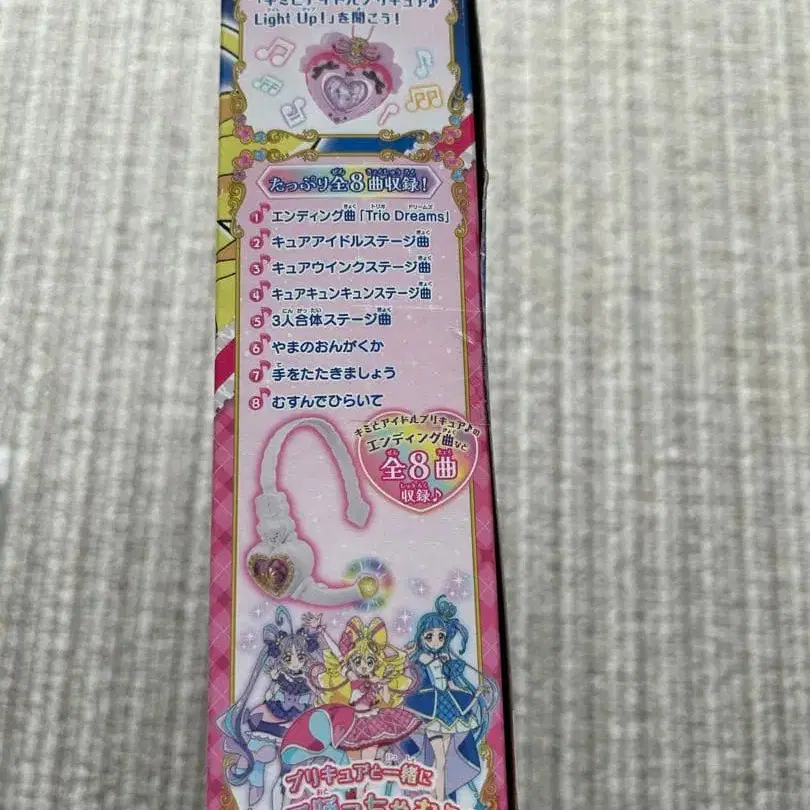 「キミとアイドルプリキュア♪
Light Up!」を聞こう!
たっぷり全8曲収録!
1 エンディング曲「Trio Dreams」
2 キュアアイドルステージ曲
3 キュアウインクステージ曲
4 キュアキュンキュンステージ曲
5 3人合体ステージ曲
6 やまのおんがくか
7 手をたたきましょう
8 むすんでひらいて
キミとアイドルプリキュア♪の
エンディング曲など
全8曲
収録♪
プリキュアと一緒に